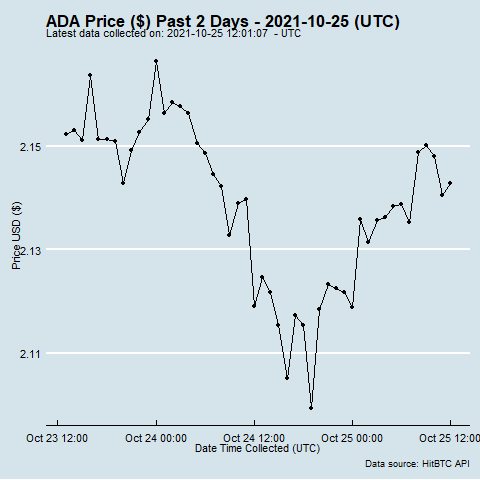 ADA Price ($) Past 2 Days - 2021-10-25 (UTC)
Latest data collected on: 2021-10-25 12:01:07  - UTC
Price USD ($)
2.15
2.13
2.11
Oct 23 12:00
Oct 24 00:00
Oct 24 12:00
Oct 25 00:00
Oct 25 12:00
Date Time Collected (UTC)
Data source: HitBTC API